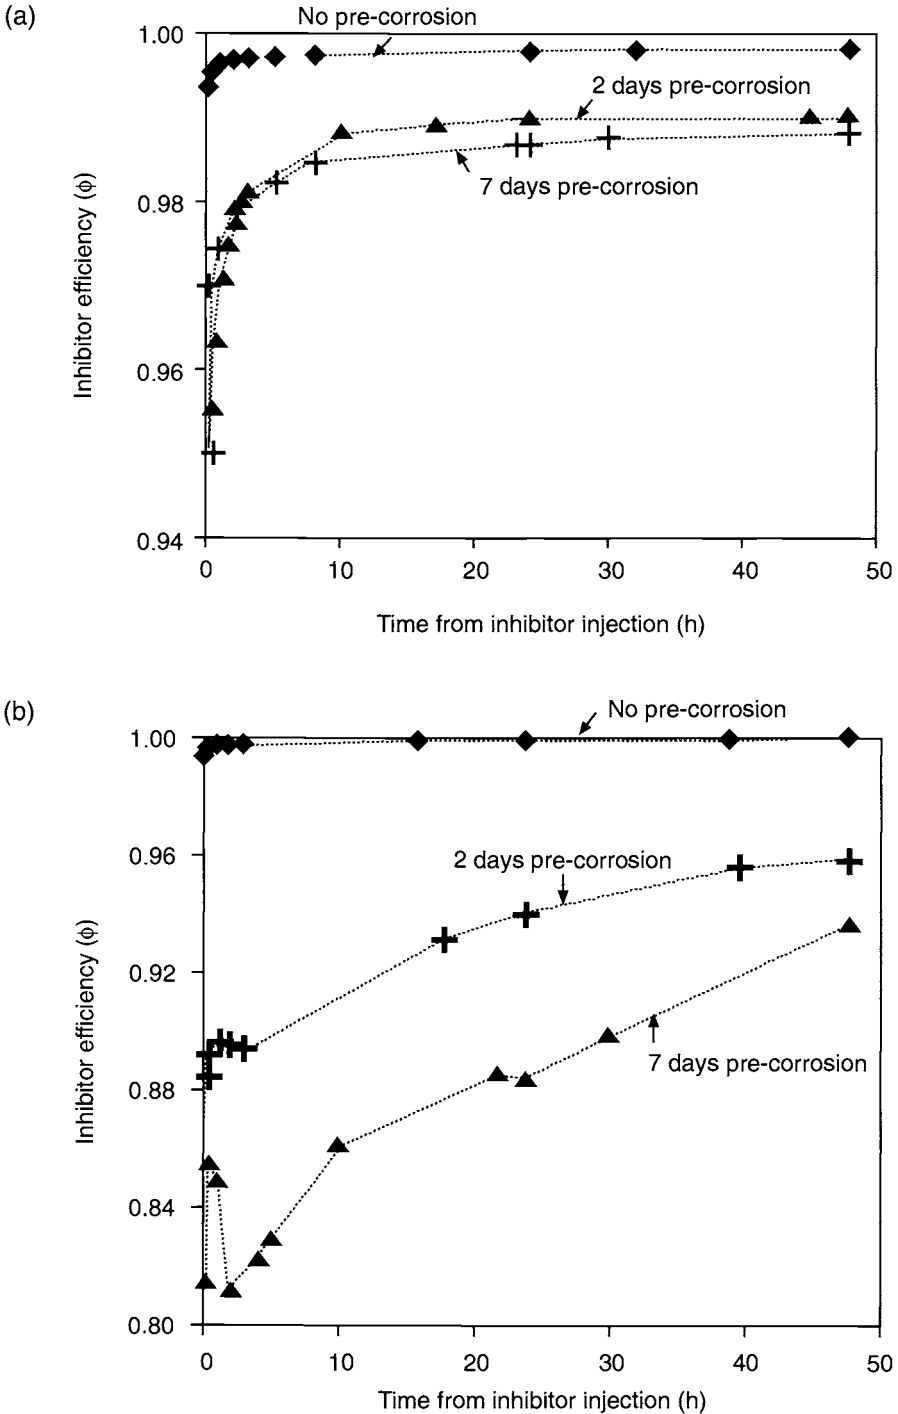 (a)
No pre-corrosion
1.00
2 days pre-corrosion
7 days pre-corrosion
0.98
0.96
0.94
Inhibitor efficiency (ϕ)
0 10 20 30 40 50
Time from inhibitor injection (h)
(b)
No pre-corrosion
1.00
2 days pre-corrosion
0.96
0.92
7 days pre-corrosion
0.88
0.84
0.80
Inhibitor efficiency (ϕ)
0 10 20 30 40 50
Time from inhibitor injection (h)